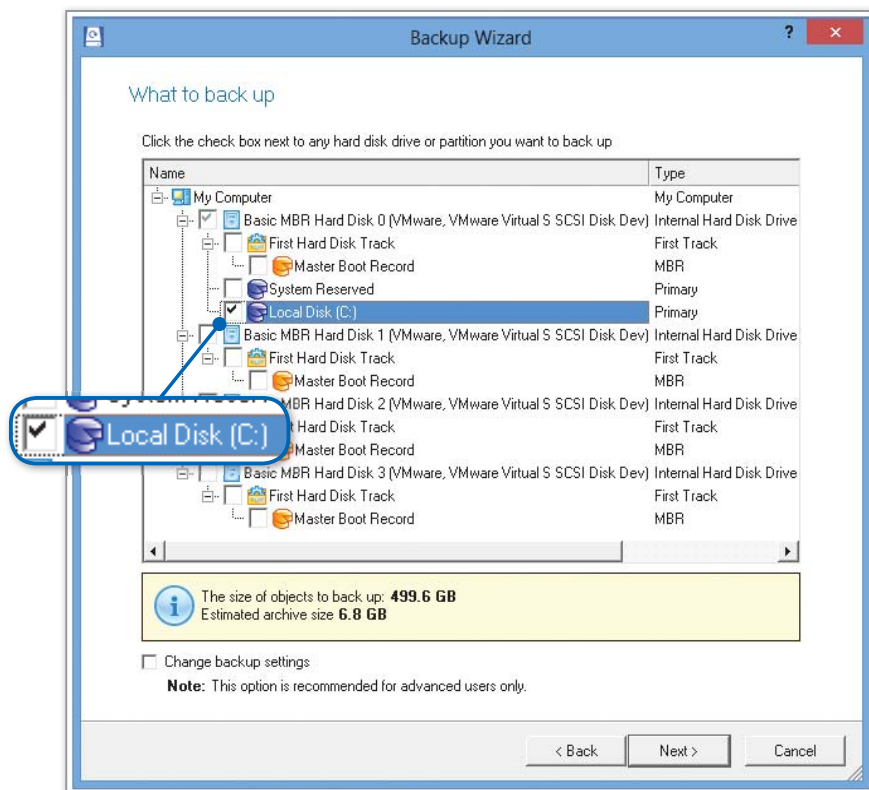 Backup Wizard
?
What to back up
Click the check box next to any hard disk drive or partition you want to back up
Name Type
My Computer My Computer
Basic MBR Hard Disk 0 (VMware, VMware Virtual S SCSI Disk Dev) Internal Hard Disk Drive
First Hard Disk Track First Track
Master Boot Record MBR
System Reserved Primary
Local Disk (C:) Primary
Basic MBR Hard Disk 1 (VMware, VMware Virtual S SCSI Disk Dev) Internal Hard Disk Drive
First Hard Disk Track First Track
Master Boot Record MBR
MBR Hard Disk 2 (VMware, VMware Virtual S SCSI Disk Dev) Internal Hard Disk Drive
Local Disk (C:)
Hard Disk Track First Track
Master Boot Record MBR
Basic MBR Hard Disk 3 (VMware, VMware Virtual S SCSI Disk Dev) Internal Hard Disk Drive
First Hard Disk Track First Track
Master Boot Record MBR
The size of objects to back up: 499.6 GB
Estimated archive size 6.8 GB
Change backup settings
Note: This option is recommended for advanced users only.
< Back Next > Cancel